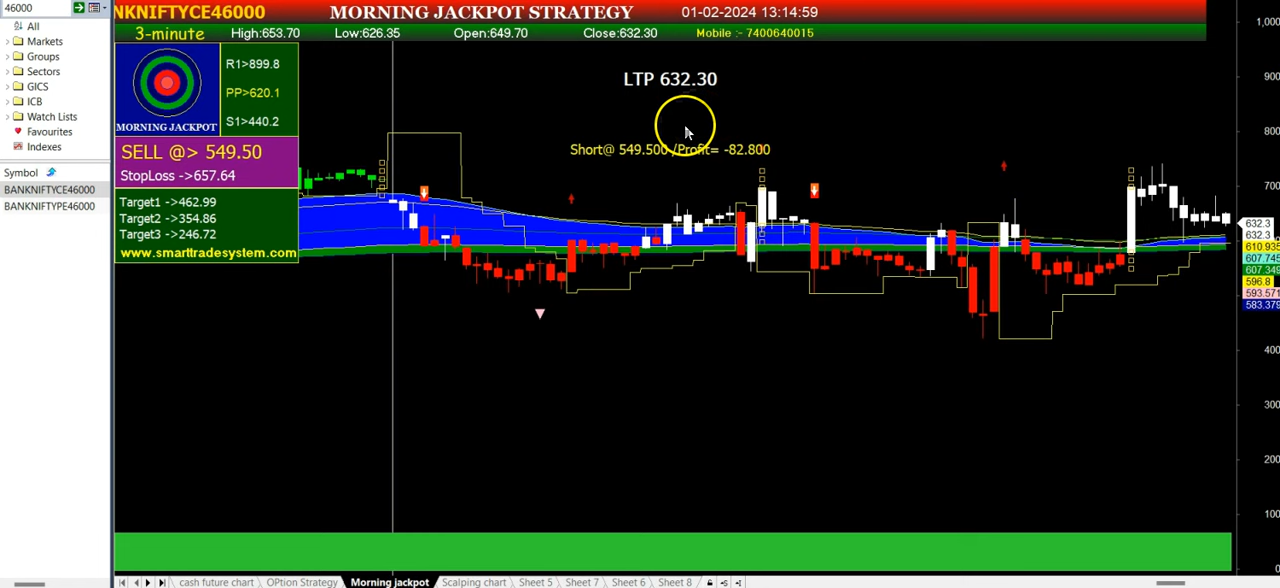 46000
All
Markets
Groups
Sectors
GICS
ICB
Watch Lists
Favourites
Indexes
Symbol
BANKNIFTYCE46000
BANKNIFTYPE46000
NKNIFTYCE46000 MORNING JACKPOT STRATEGY 01-02-2024 13:14:59
3-minute High:653.70 Low:626.35 Open:649.70 Close:632.30 Mobile :- 7400640015
MORNING JACKPOT
R1>899.8
PP>620.1
S1>440.2
SELL @> 549.50
StopLoss ->657.64
Target1 ->462.99
Target2 ->354.86
Target3 ->246.72
www.smarttradesystem.com
LTP 632.30
Short@ 549.500 /Profit= -82.800
1,000
900
800
700
632.3
632.3
610.935
607.745
607.349
596.8
593.571
583.379
400
300
200
100
0
cash future chart OPtion Strategy Morning jackpot Scalping chart Sheet 5 Sheet 7 Sheet 6 Sheet 8